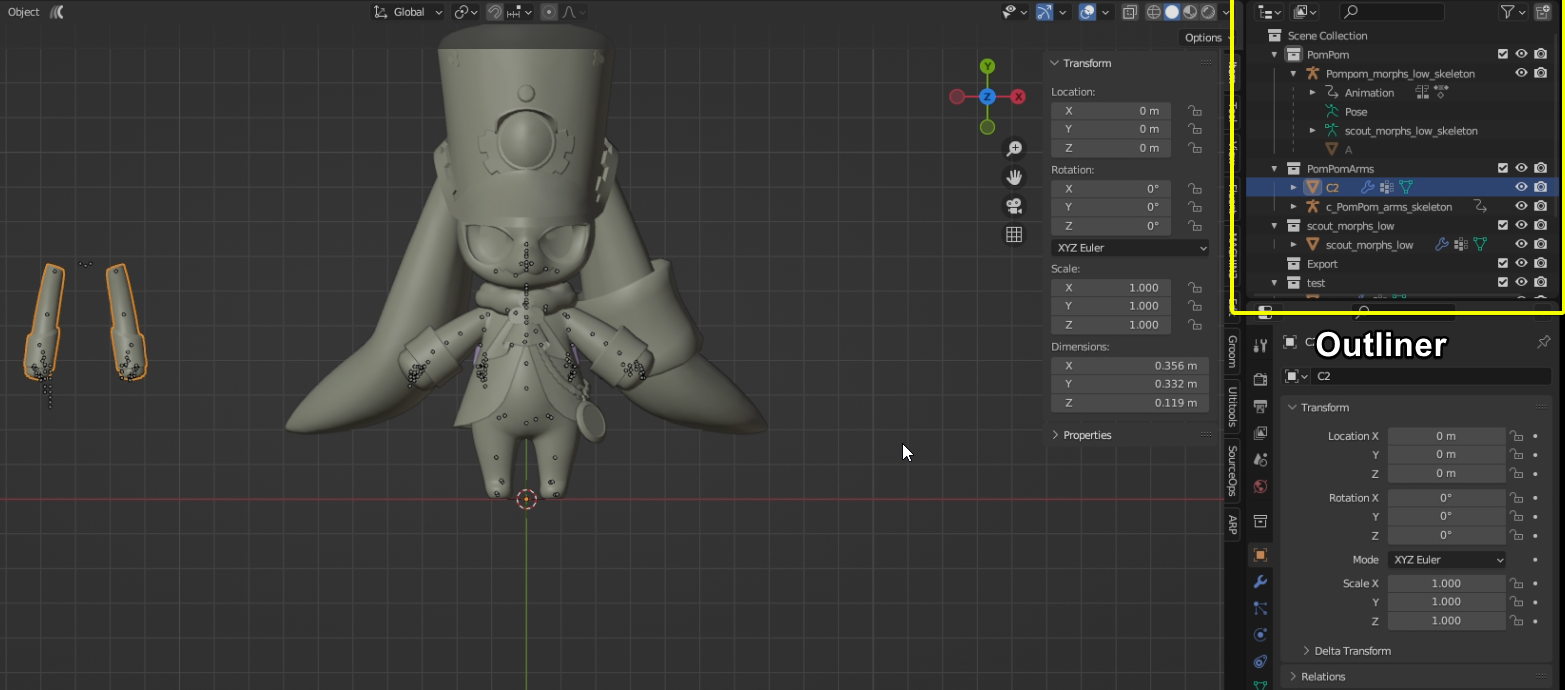 Object
Global
Options
Y
X
Z
Transform
Location:
X 0 m
Y 0 m
Z 0 m
Rotation:
X 0°
Y 0°
Z 0°
XYZ Euler
Scale:
X 1.000
Y 1.000
Z 1.000
Dimensions:
X 0.356 m
Y 0.332 m
Z 0.119 m
Properties
Groom
Ultitools
SourceOps
ARP
Scene Collection
PomPom
Pompom_morphs_low_skeleton
Animation
Pose
scout_morphs_low_skeleton
A
PomPomArms
C2
c_PomPom_arms_skeleton
scout_morphs_low
scout_morphs_low
Export
test
Outliner
C2
Transform
Location X 0 m
Y 0 m
Z 0 m
Rotation X 0°
Y 0°
Z 0°
Mode XYZ Euler
Scale X 1.000
Y 1.000
Z 1.000
Delta Transform
Relations